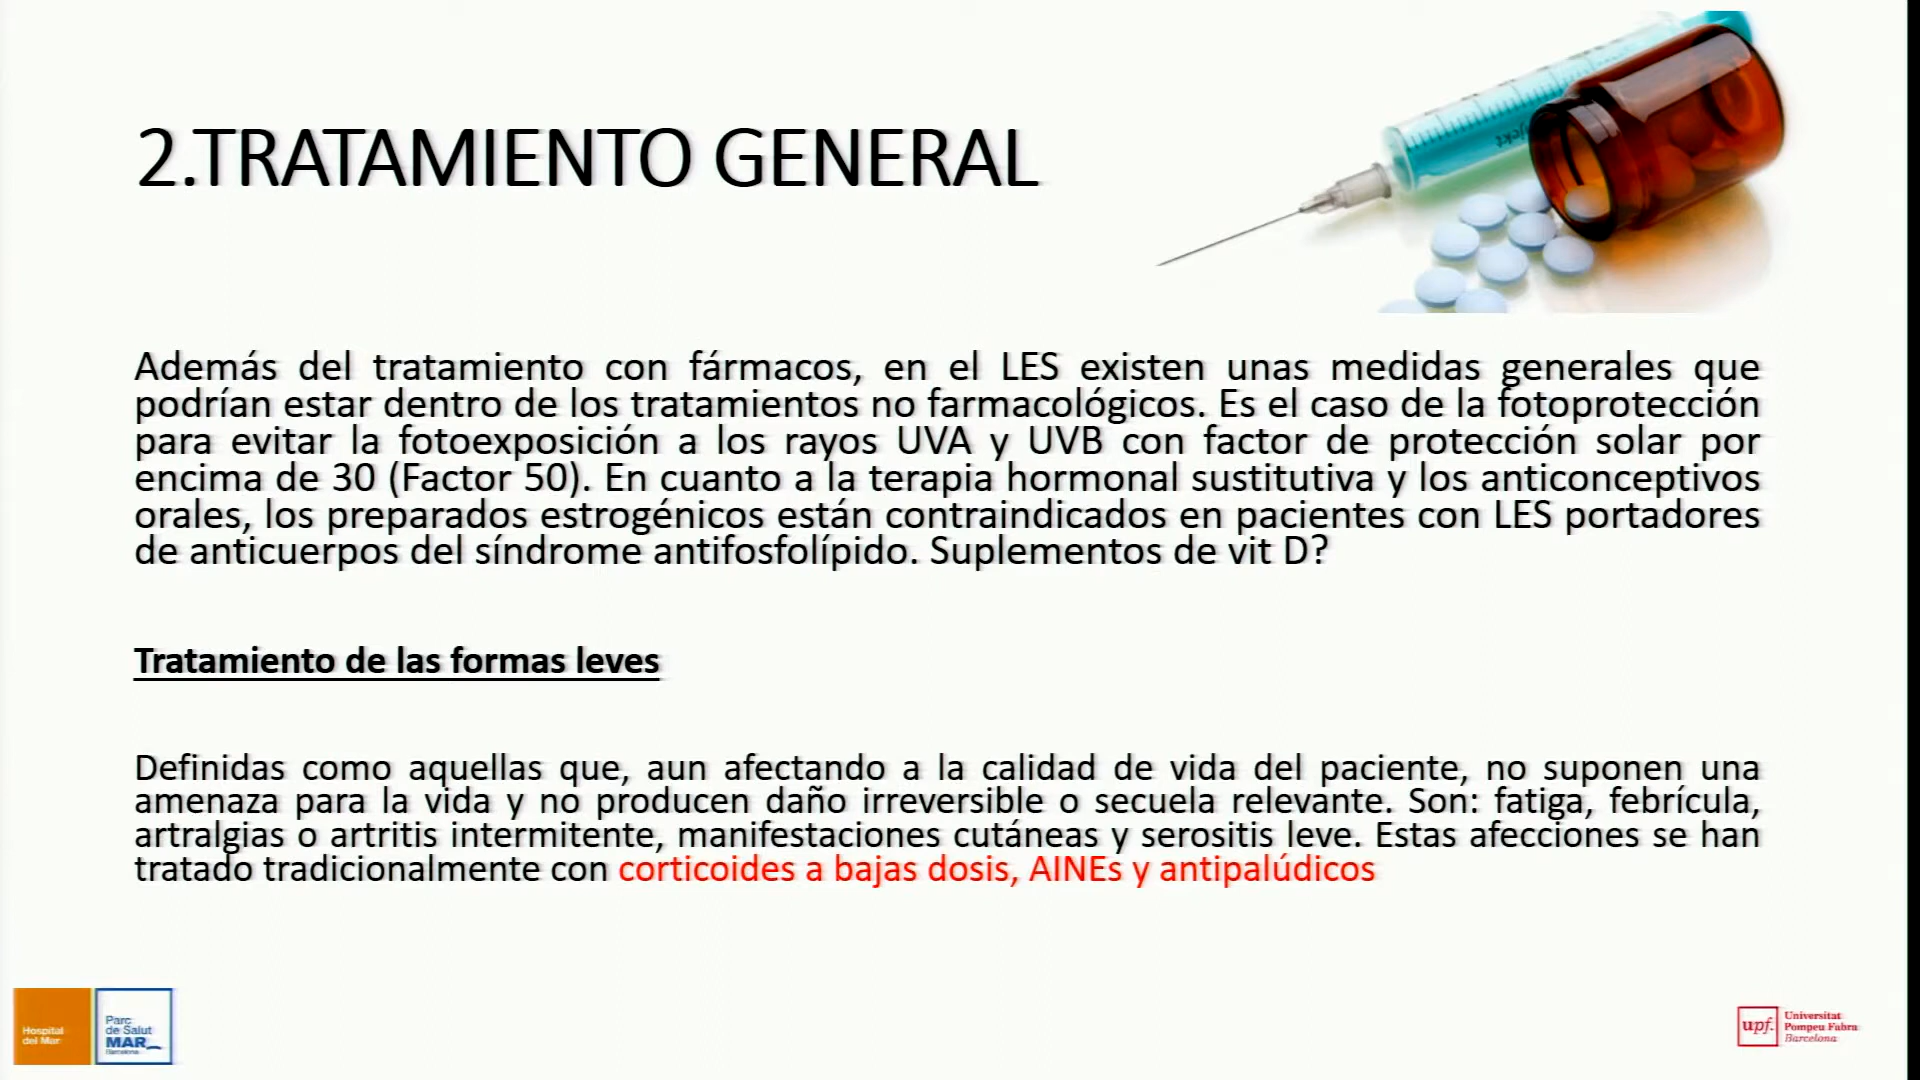 2.TRATAMIENTO GENERAL
Además del tratamiento con fármacos, en el LES existen unas medidas generales que
podrían estar dentro de los tratamientos no farmacológicos. Es el caso de la fotoprotección
para evitar la fotoexposición a los rayos UVA y UVB con factor de protección solar por
encima de 30 (Factor 50). En cuanto a la terapia hormonal sustitutiva y los anticonceptivos
orales, los preparados estrogénicos están contraindicados en pacientes con LES portadores
de anticuerpos del síndrome antifosfolípido. Suplementos de vit D?
Tratamiento de las formas leves
Definidas como aquellas que, aun afectando a la calidad de vida del paciente, no suponen una
amenaza para la vida y no producen daño irreversible o secuela relevante. Son: fatiga, febrícula,
artralgias o artritis intermitente, manifestaciones cutáneas y serositis leve. Estas afecciones se han
tratado tradicionalmente con corticoides a bajas dosis, AINEs y antipalúdicos
Hospital
del Mar
Parc
de Salut
MAR
Barcelona
upf.
Universitat
Pompeu Fabra
Barcelona